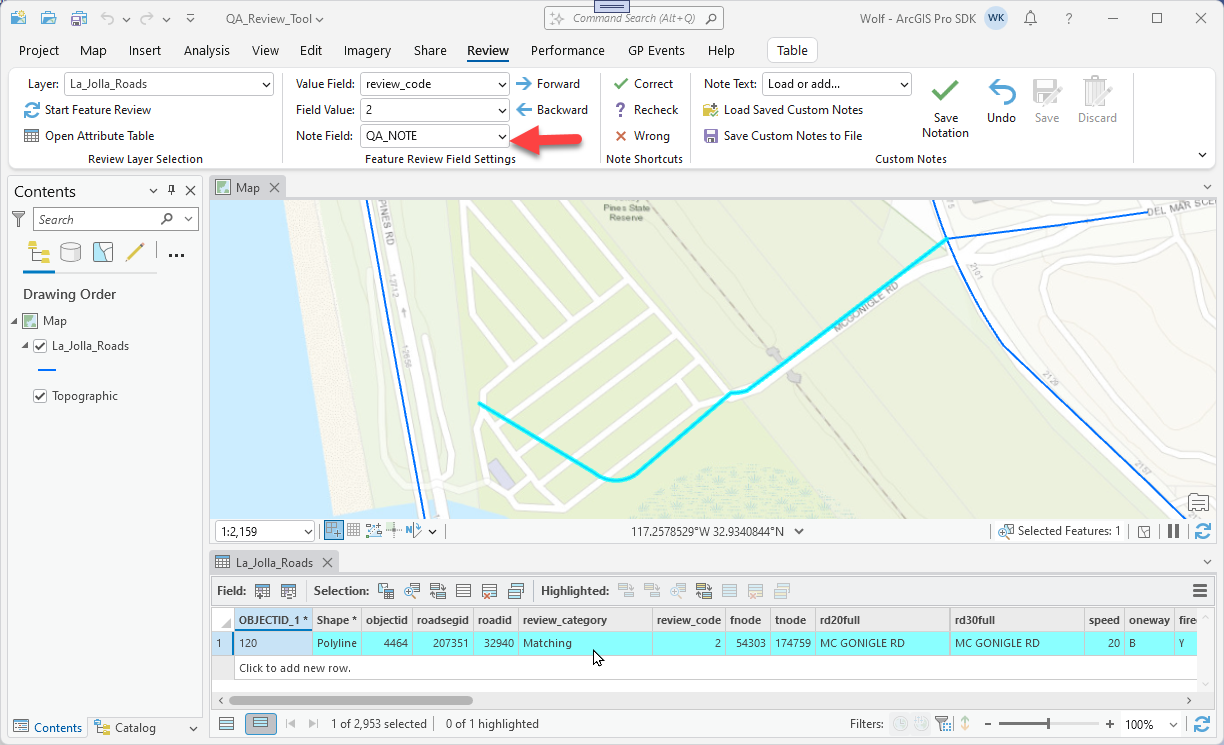 QA_Review_Tool
Command Search (Alt+Q)
Wolf - ArcGIS Pro SDK
WK
?
Project
Map
Insert
Analysis
View
Edit
Imagery
Share
Review
Performance
GP Events
Help
Table
Layer:
La_Jolla_Roads
Start Feature Review
Open Attribute Table
Review Layer Selection
Value Field:
review_code
Forward
Field Value:
2
Backward
Note Field:
QA_NOTE
Feature Review Field Settings
Correct
? Recheck
Wrong
Note Shortcuts
Note Text:
Load or add...
Load Saved Custom Notes
Save Custom Notes to File
Save
Notation
Undo
Save
Discard
Custom Notes
Contents
Search
Drawing Order
Map
La_Jolla_Roads
Topographic
Contents
Catalog
Map
Pines State
Reserve
PINES RD
12712
12656
MCGONIGLE RD
DEL MAR SCE
2101
2129
2157
1:2,159
117.2578529°W 32.9340844°N
Selected Features: 1
La_Jolla_Roads
Field:
Selection:
Highlighted:
OBJECTID_1 *
Shape *
objectid
roadsegid
roadid
review_category
review_code
fnode
tnode
rd20full
rd30full
speed
oneway
fire
1
120
Polyline
4464
207351
32940
Matching
2
54303
174759
MC GONIGLE RD
MC GONIGLE RD
20
B
Y
Click to add new row.
1 of 2,953 selected
0 of 1 highlighted
Filters:
100%